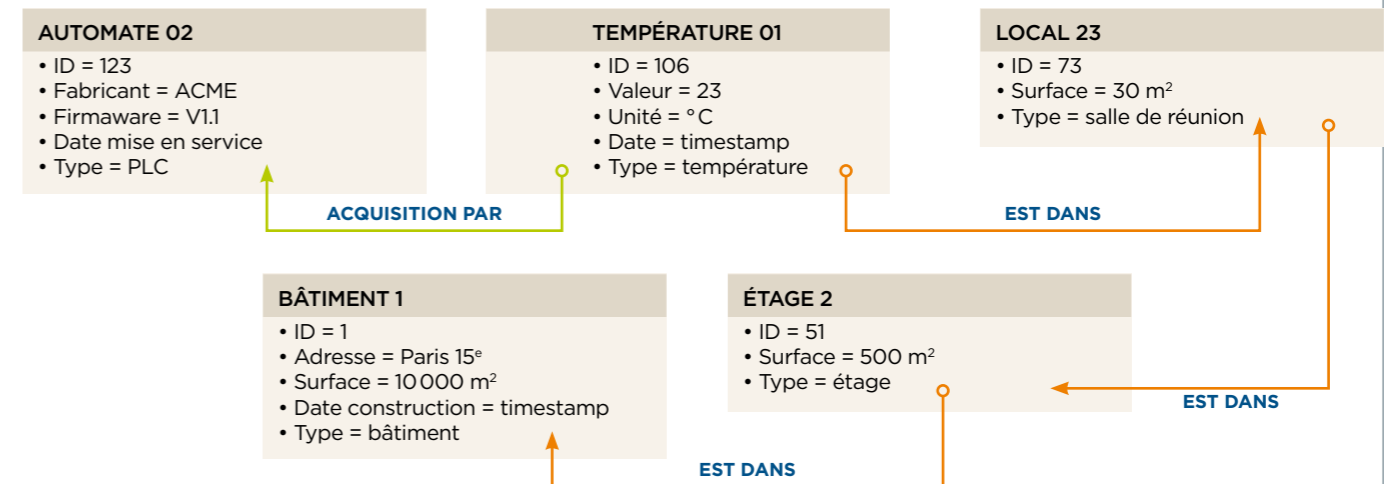 AUTOMATE 02
• ID = 123
• Fabricant = ACME
• Firmaware = V1.1
• Date mise en service
• Type = PLC
TEMPÉRATURE 01
• ID = 106
• Valeur = 23
• Unité = °C
• Date = timestamp
• Type = température
LOCAL 23
• ID = 73
• Surface = 30 m²
• Type = salle de réunion
ACQUISITION PAR
EST DANS
BÂTIMENT 1
• ID = 1
• Adresse = Paris 15ᵉ
• Surface = 10 000 m²
• Date construction = timestamp
• Type = bâtiment
ÉTAGE 2
• ID = 51
• Surface = 500 m²
• Type = étage
EST DANS
EST DANS